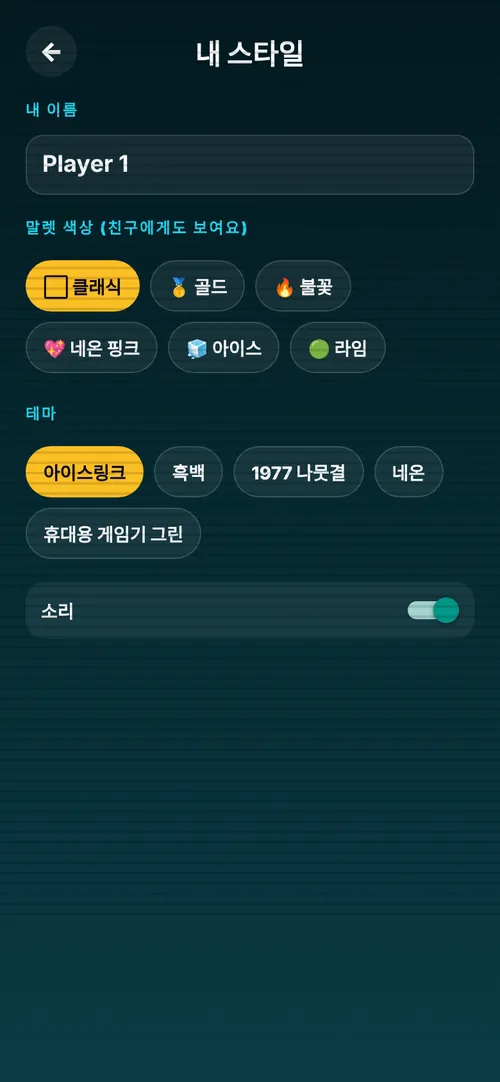 내 스타일
내 이름
Player 1
말렛 색상 (친구에게도 보여요)
클래식 🥇 골드 🔥 불꽃
💖 네온 핑크 🧊 아이스 🟢 라임
테마
아이스링크 흑백 1977 나뭇결 네온
휴대용 게임기 그린
소리